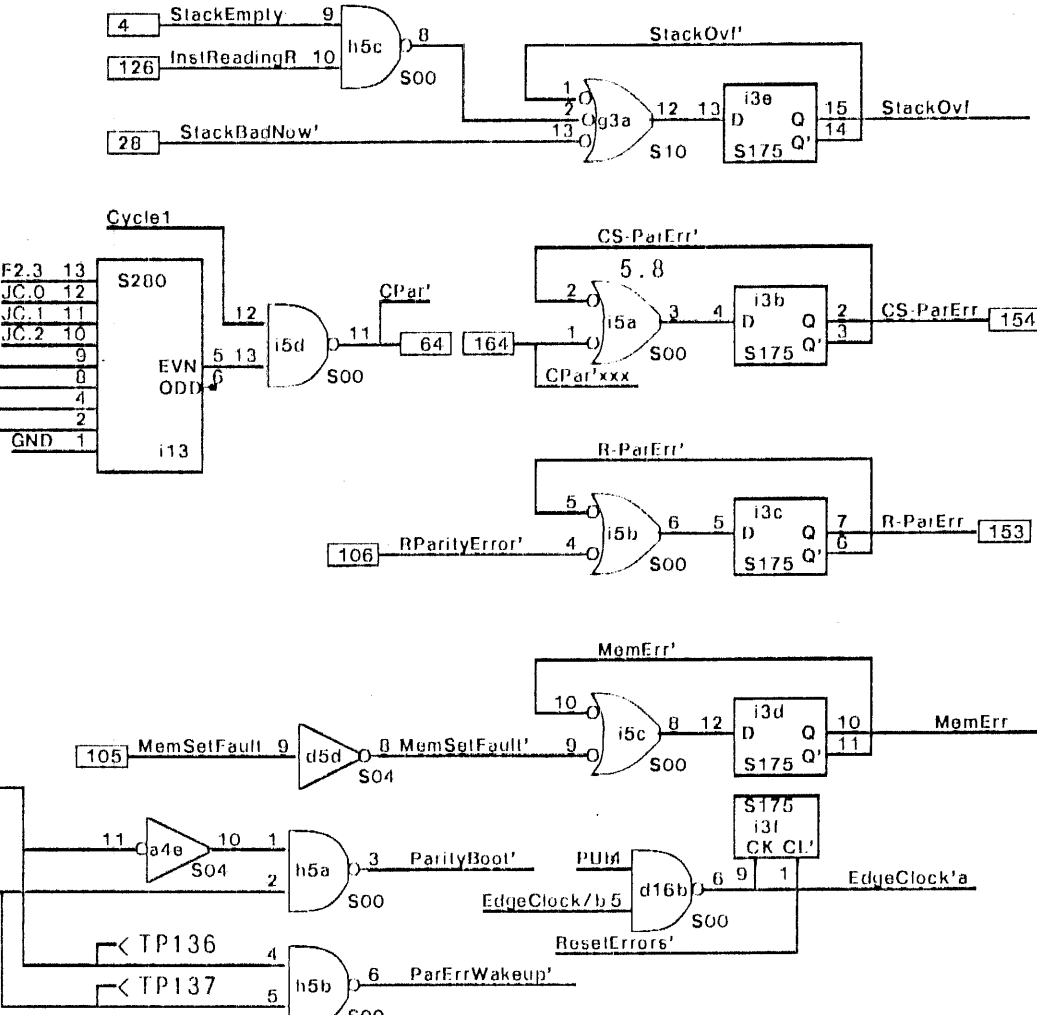 4 StackEmpty 9 h5c 8 S00
126 InstReadingR 10
28 StackBadNow' 13
StackOvf'
1 2 g3a 12 13 S10
i3e D Q Q' S175 15 14 StackOvf
Cycle1
F2.3 13
JC.0 12
JC.1 11
JC.2 10
9
8
4
2
GND 1
S280 EVN ODD i13
5 13
6
12 i5d 11 S00
CPar'
64
164
CPar'xxx
CS-ParErr'
5.8
2 1 i5a 3 4 S00
i3b D Q Q' S175 2 3 CS-ParErr 154
R-ParErr'
106 RParityError' 4
5 i5b 6 5 S00
i3c D Q Q' S175 7 6 R-ParErr 153
MemErr'
105 MemSetFault 9 d5d 8 MemSetFault' 9
S04
10 i5c 8 12 S00
i3d D Q Q' S175 10 11 MemErr
11 a4e 10 1 S04
2 h5a 3 ParityBoot'
S00
TP136 4
TP137 5
h5b 6 ParErrWakeup'
S00
S175
i3f
CK CL'
EdgeClock/b 5
d16b 6 9 1 EdgeClock'a
S00
ResetErrors'